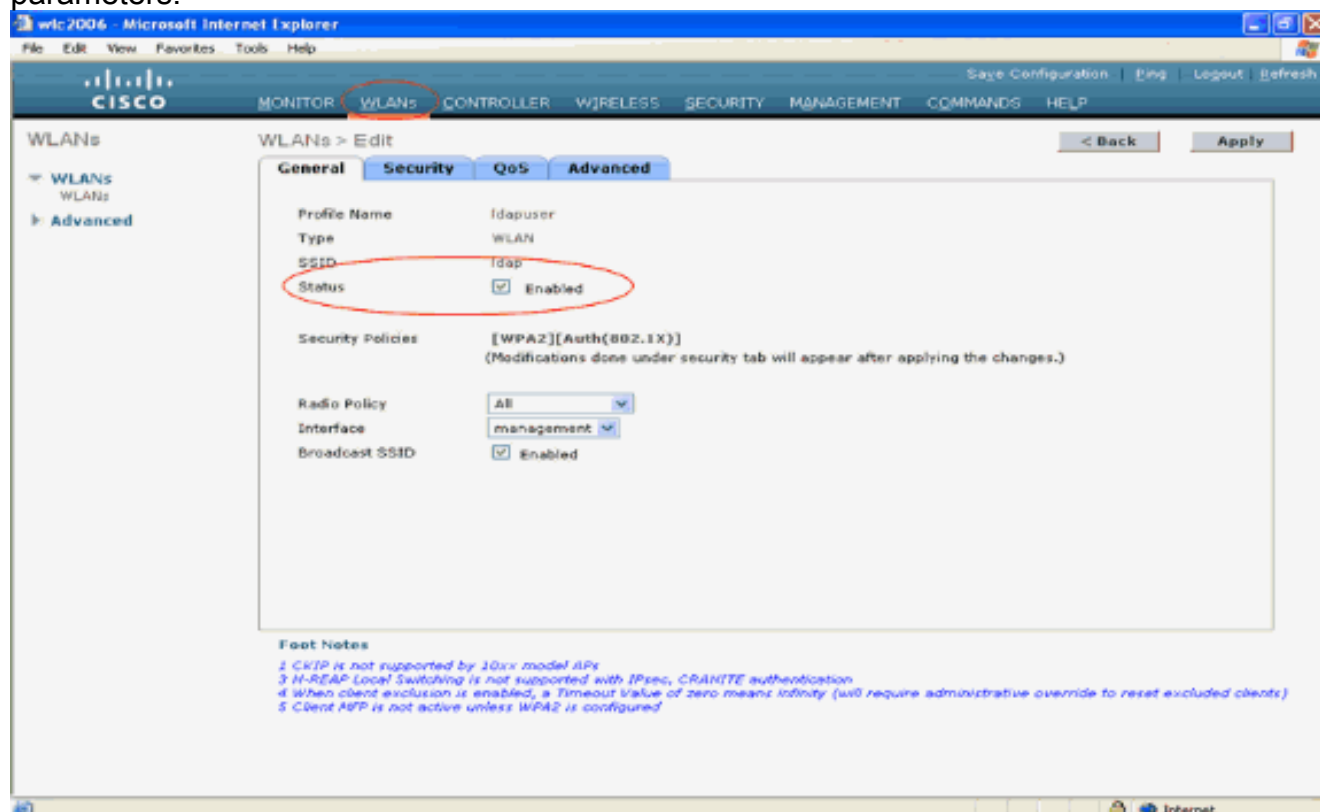 parameters.
wlc2006 - Microsoft Internet Explorer
File Edit View Favorites Tools Help
Save Configuration | Ping | Logout | Refresh
CISCO
MONITOR WLANs CONTROLLER WIRELESS SECURITY MANAGEMENT COMMANDS HELP
WLANs
WLANs > Edit
< Back Apply
WLANs
WLANs
Advanced
General Security QoS Advanced
Profile Name ldapuser
Type WLAN
SSID ldap
Status Enabled
Security Policies [WPA2][Auth(802.1X)]
(Modifications done under security tab will appear after applying the changes.)
Radio Policy All
Interface management
Broadcast SSID Enabled
Foot Notes
1 CKIP is not supported by 10xx model APs
3 H-REAP Local Switching is not supported with IPsec, CRANITE authentication
4 When client exclusion is enabled, a Timeout Value of zero means infinity (will require administrative override to reset excluded clients)
5 Client MFP is not active unless WPA2 is configured
Internet